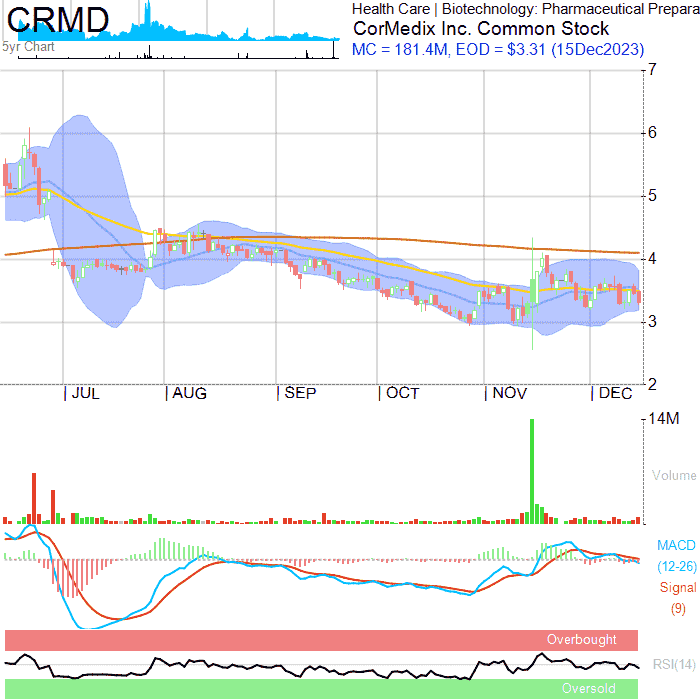 CRMD
5yr Chart
Health Care | Biotechnology: Pharmaceutical Prepara
CorMedix Inc. Common Stock
MC = 181.4M, EOD = $3.31 (15Dec2023)
7
6
5
4
3
2
| JUL | AUG | SEP | OCT | NOV | DEC
14M
Volume
MACD
(12-26)
Signal
(9)
Overbought
RSI(14)
Oversold